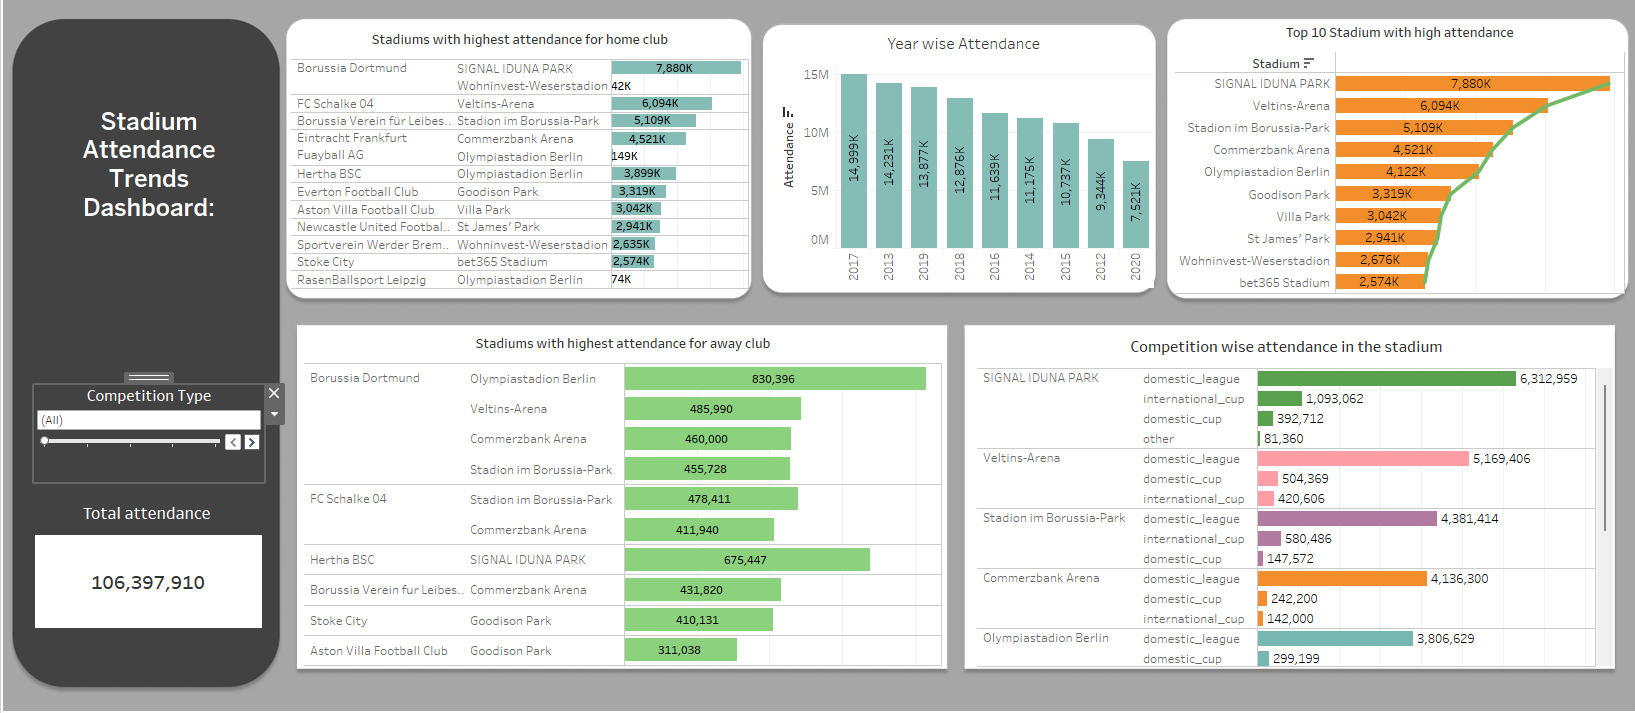 Stadium
Attendance
Trends
Dashboard:
Competition Type
(All)
Total attendance
106,397,910
Stadiums with highest attendance for home club
Borussia Dortmund SIGNAL IDUNA PARK 7,880K
Wohninvest-Weserstadion 42K
FC Schalke 04 Veltins-Arena 6,094K
Borussia Verein für Leibes.. Stadion im Borussia-Park 5,109K
Eintracht Frankfurt Commerzbank Arena 4,521K
Fuayball AG Olympiastadion Berlin 149K
Hertha BSC Olympiastadion Berlin 3,899K
Everton Football Club Goodison Park 3,319K
Aston Villa Football Club Villa Park 3,042K
Newcastle United Footbal.. St James' Park 2,941K
Sportverein Werder Brem.. Wohninvest-Weserstadion 2,635K
Stoke City bet365 Stadium 2,574K
RasenBallsport Leipzig Olympiastadion Berlin 74K
Year wise Attendance
Attendance
15M
10M
5M
0M
14,999K
14,231K
13,877K
12,876K
11,639K
11,175K
10,737K
9,344K
7,521K
2017 2013 2019 2018 2016 2014 2015 2012 2020
Top 10 Stadium with high attendance
Stadium
SIGNAL IDUNA PARK 7,880K
Veltins-Arena 6,094K
Stadion im Borussia-Park 5,109K
Commerzbank Arena 4,521K
Olympiastadion Berlin 4,122K
Goodison Park 3,319K
Villa Park 3,042K
St James' Park 2,941K
Wohninvest-Weserstadion 2,676K
bet365 Stadium 2,574K
Stadiums with highest attendance for away club
Borussia Dortmund Olympiastadion Berlin 830,396
Veltins-Arena 485,990
Commerzbank Arena 460,000
Stadion im Borussia-Park 455,728
FC Schalke 04 Stadion im Borussia-Park 478,411
Commerzbank Arena 411,940
Hertha BSC SIGNAL IDUNA PARK 675,447
Borussia Verein fur Leibes.. Commerzbank Arena 431,820
Stoke City Goodison Park 410,131
Aston Villa Football Club Goodison Park 311,038
Competition wise attendance in the stadium
SIGNAL IDUNA PARK domestic_league 6,312,959
international_cup 1,093,062
domestic_cup 392,712
other 81,360
Veltins-Arena domestic_league 5,169,406
domestic_cup 504,369
international_cup 420,606
Stadion im Borussia-Park domestic_league 4,381,414
international_cup 580,486
domestic_cup 147,572
Commerzbank Arena domestic_league 4,136,300
domestic_cup 242,200
international_cup 142,000
Olympiastadion Berlin domestic_league 3,806,629
domestic_cup 299,199